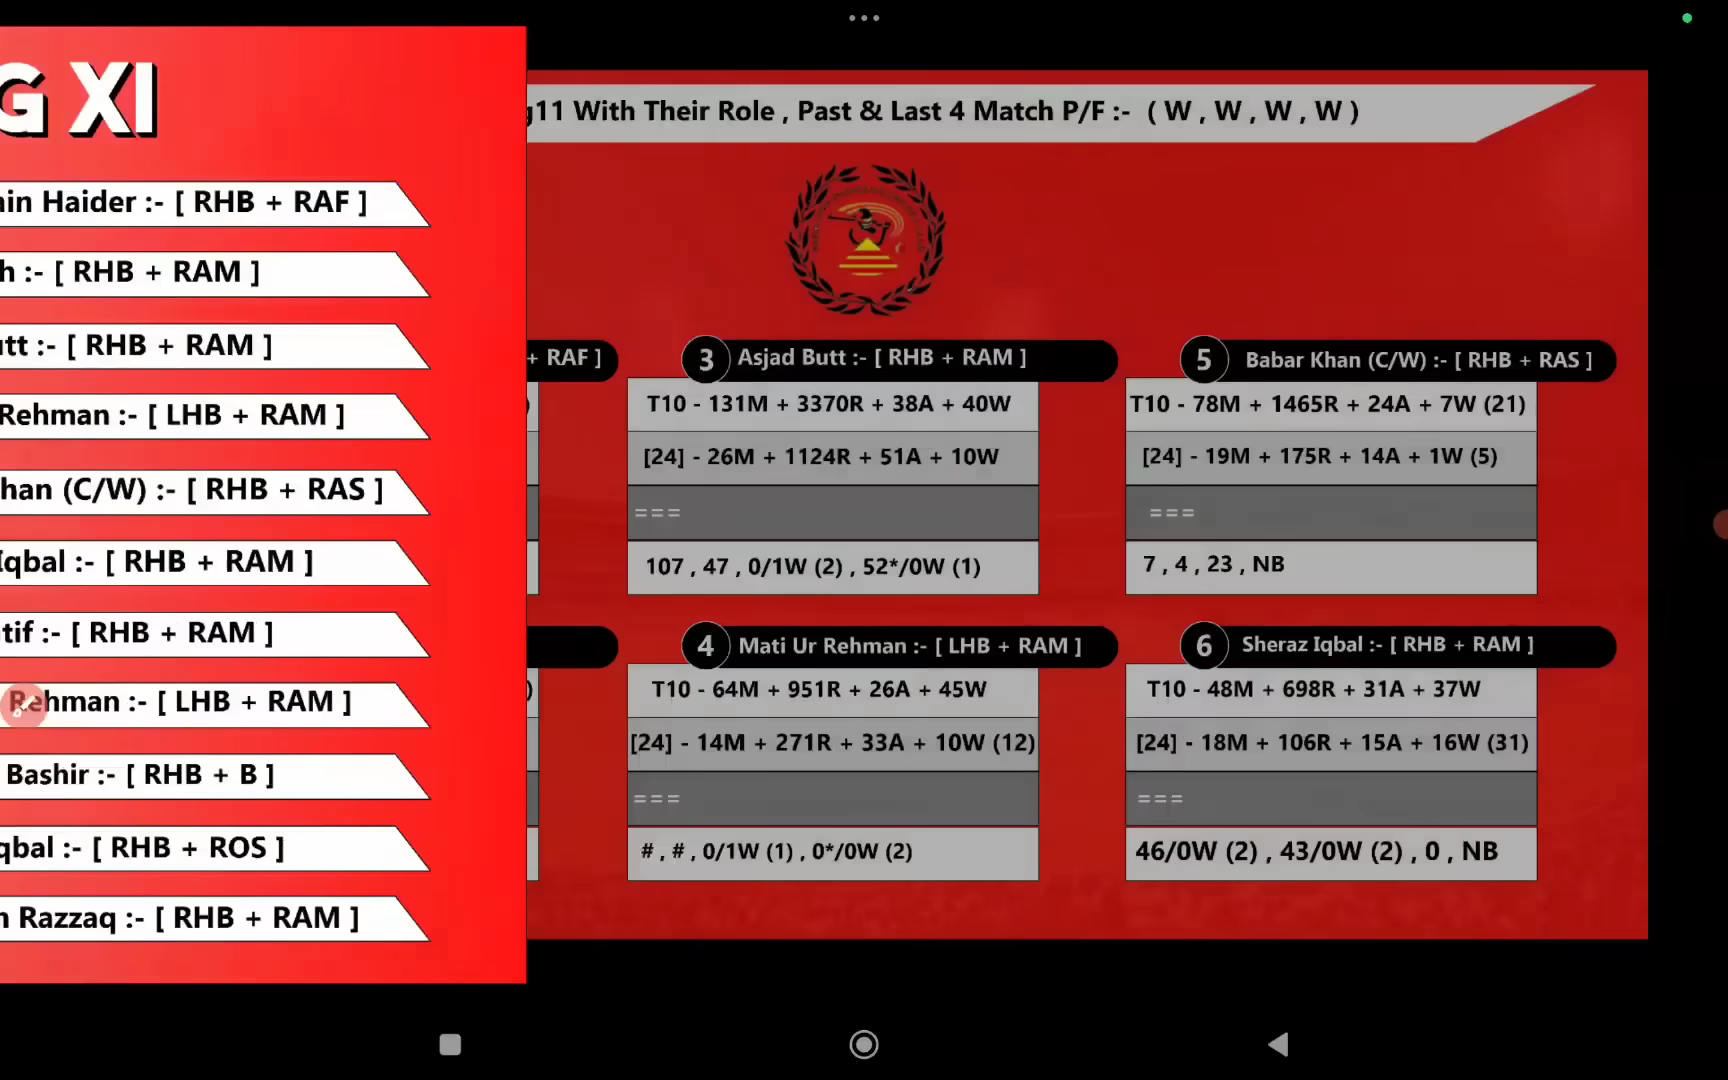 G XI
in Haider :- [ RHB + RAF ]
h :- [ RHB + RAM ]
tt :- [ RHB + RAM ]
Rehman :- [ LHB + RAM ]
han (C/W) :- [ RHB + RAS ]
Iqbal :- [ RHB + RAM ]
tif :- [ RHB + RAM ]
Rehman :- [ LHB + RAM ]
Bashir :- [ RHB + B ]
qbal :- [ RHB + ROS ]
n Razzaq :- [ RHB + RAM ]
g11 With Their Role , Past & Last 4 Match P/F :- ( W , W , W , W )
+ RAF ]
)
)
3 Asjad Butt :- [ RHB + RAM ]
T10 - 131M + 3370R + 38A + 40W
[24] - 26M + 1124R + 51A + 10W
===
107 , 47 , 0/1W (2) , 52*/0W (1)
5 Babar Khan (C/W) :- [ RHB + RAS ]
T10 - 78M + 1465R + 24A + 7W (21)
[24] - 19M + 175R + 14A + 1W (5)
===
7 , 4 , 23 , NB
4 Mati Ur Rehman :- [ LHB + RAM ]
T10 - 64M + 951R + 26A + 45W
[24] - 14M + 271R + 33A + 10W (12)
===
# , # , 0/1W (1) , 0*/0W (2)
6 Sheraz Iqbal :- [ RHB + RAM ]
T10 - 48M + 698R + 31A + 37W
[24] - 18M + 106R + 15A + 16W (31)
===
46/0W (2) , 43/0W (2) , 0 , NB